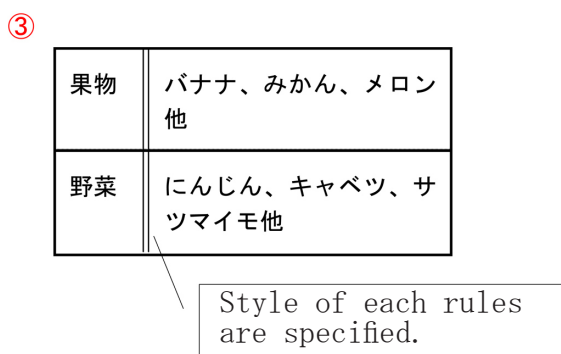 ③
果物
バナナ、みかん、メロン
他
野菜
にんじん、キャベツ、サ
ツマイモ他
Style of each rules
are specified.